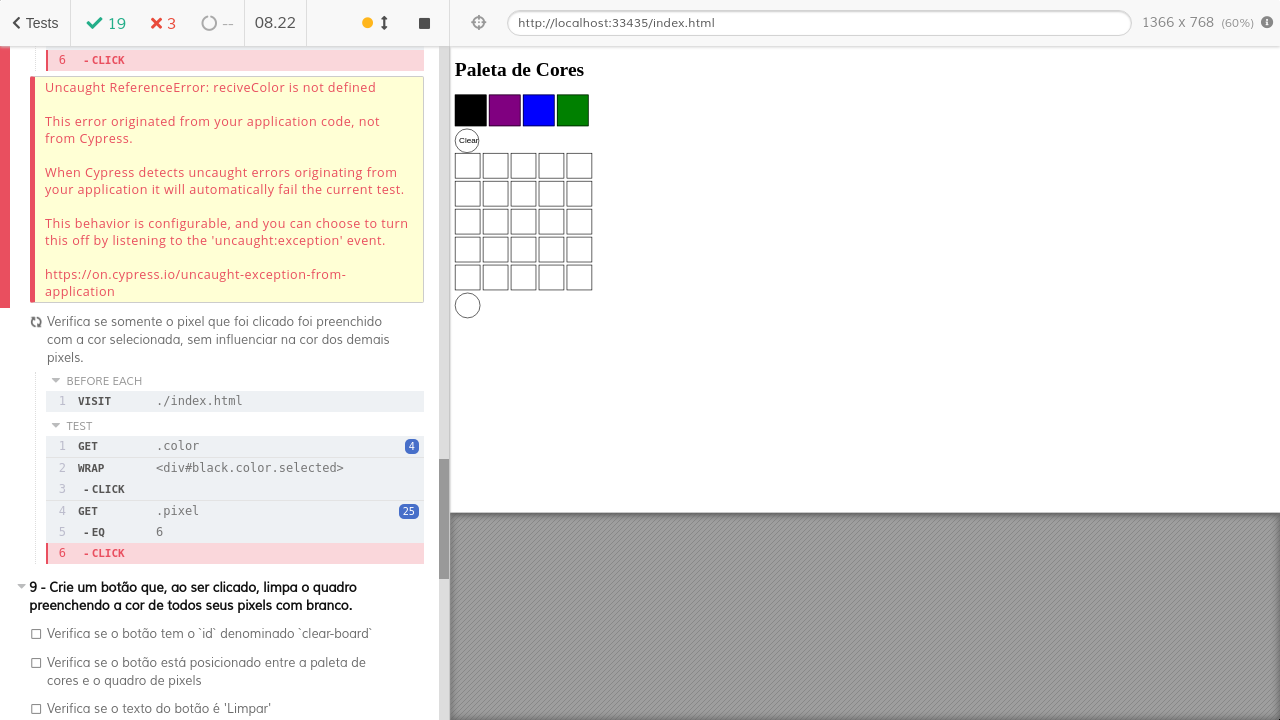 Tests
19
3
--
08.22
http://localhost:33435/index.html
1366 x 768 (60%)
6 - CLICK
Uncaught ReferenceError: reciveColor is not defined
This error originated from your application code, not
from Cypress.
When Cypress detects uncaught errors originating from
your application it will automatically fail the current test.
This behavior is configurable, and you can choose to turn
this off by listening to the 'uncaught:exception' event.
https://on.cypress.io/uncaught-exception-from-
application
Verifica se somente o pixel que foi clicado foi preenchido
com a cor selecionada, sem influenciar na cor dos demais
pixels.
BEFORE EACH
1 VISIT ./index.html
TEST
1 GET .color 4
2 WRAP <div#black.color.selected>
3 - CLICK
4 GET .pixel 25
5 - EQ 6
6 - CLICK
9 - Crie um botão que, ao ser clicado, limpa o quadro
preenchendo a cor de todos seus pixels com branco.
Verifica se o botão tem o `id` denominado `clear-board`
Verifica se o botão está posicionado entre a paleta de
cores e o quadro de pixels
Verifica se o texto do botão é 'Limpar'
Paleta de Cores
Clear